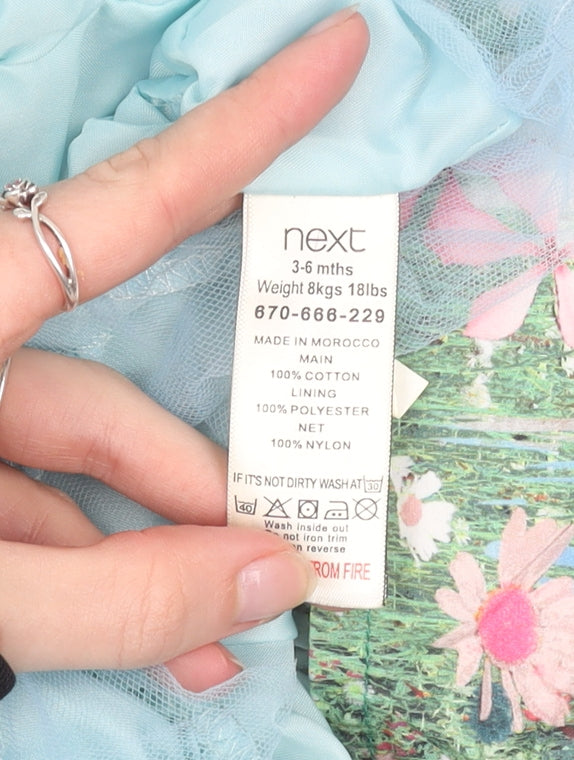 next
3-6 mths
Weight 8kgs 18lbs
670-666-229
MADE IN MOROCCO
MAIN
100% COTTON
LINING
100% POLYESTER
NET
100% NYLON
IF IT'S NOT DIRTY WASH AT 30
40
Wash inside out
not iron trim
on reverse
FROM FIRE